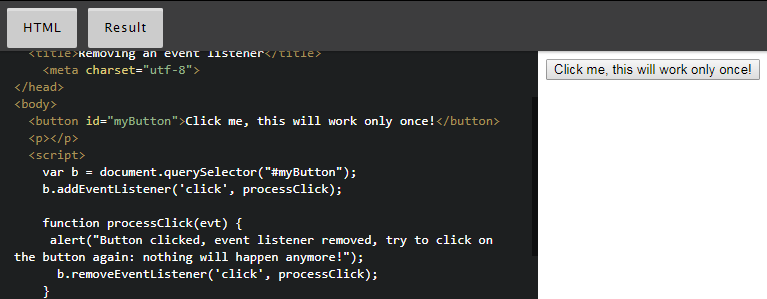 HTML Result
<title>Removing an event listener</title>
<meta charset="utf-8">
</head>
<body>
<button id="myButton">Click me, this will work only once!</button>
<p></p>
<script>
var b = document.querySelector("#myButton");
b.addEventListener('click', processClick);
function processClick(evt) {
alert("Button clicked, event listener removed, try to click on
the button again: nothing will happen anymore!");
b.removeEventListener('click', processClick);
}
Click me, this will work only once!